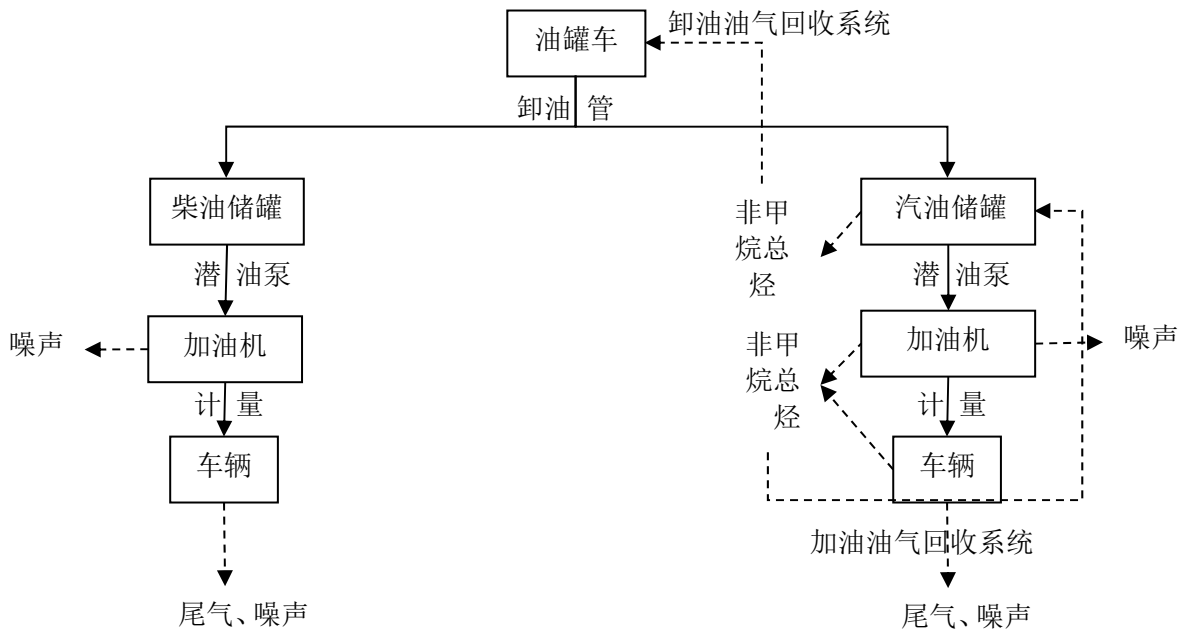 卸油油气回收系统
油罐车
卸油 管
柴油储罐
非甲
烷总
烃
汽油储罐
潜 油泵
潜 油泵
噪声
加油机
非甲
烷总
烃
加油机
噪声
计 量
计 量
车辆
车辆
加油油气回收系统
尾气、噪声
尾气、噪声